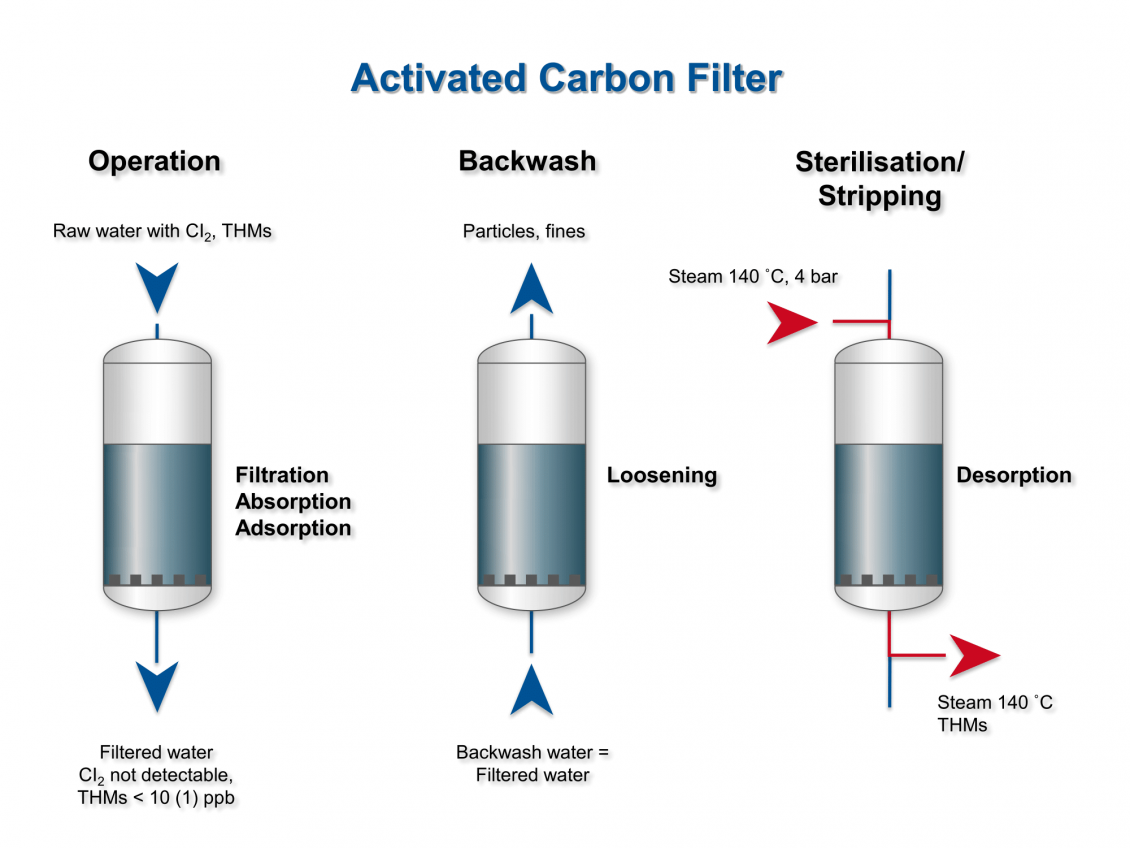 Activated Carbon Filter
Operation
Raw water with Cl₂, THMs
Filtration
Absorption
Adsorption
Filtered water
Cl₂ not detectable,
THMs < 10 (1) ppb
Backwash
Particles, fines
Loosening
Backwash water =
Filtered water
Sterilisation/
Stripping
Steam 140 ˚C, 4 bar
Desorption
Steam 140 ˚C
THMs